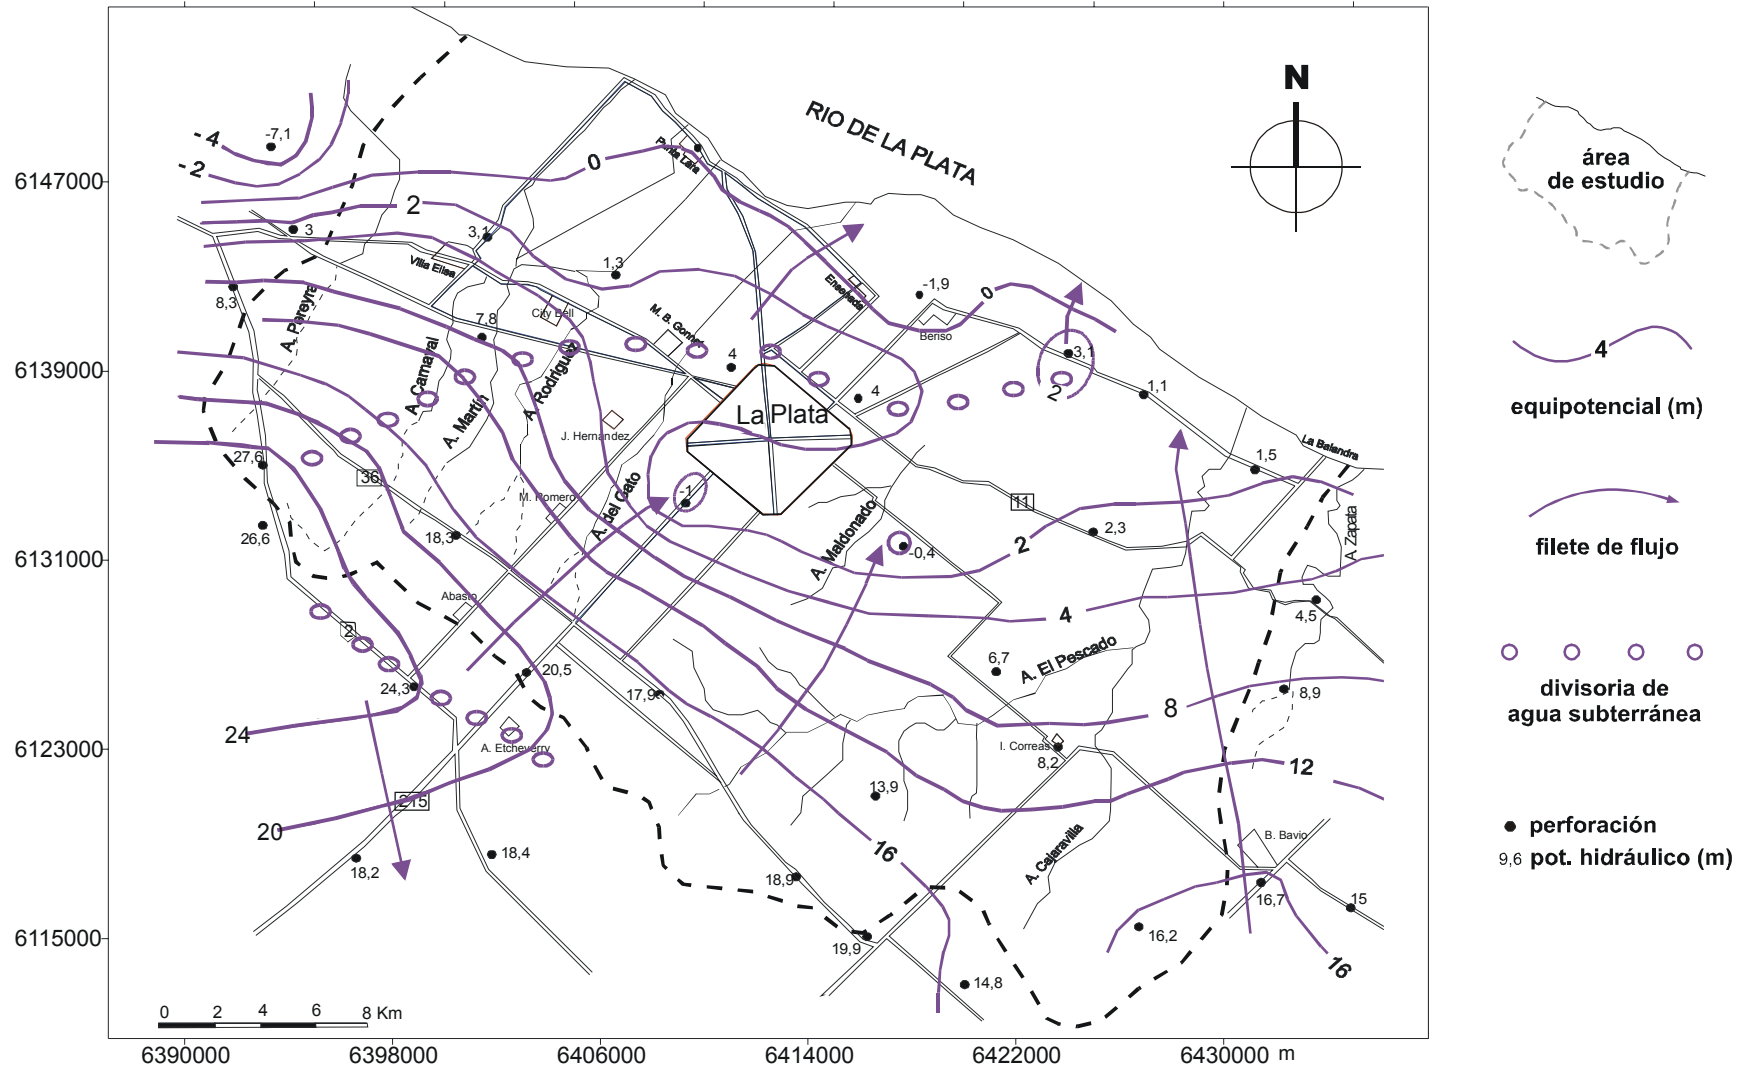 N
RIO DE LA PLATA
6147000
6139000
6131000
6123000
6115000
- 4
-7,1
- 2
0
Punta Lara
2
3
3,1
Villa Elisa
1,3
Ensenada
-1,9
0
8,3
A. Pereyra
7,8
City Bell
M. B. Gonnet
Beriso
3,1
4
A. Carnaval
A. Martín
A. Rodríguez
La Plata
4
2
1,1
J. Hernandez
La Balandra
27,6
36
-1
1,5
M. Romero
A. del Gato
11
26,6
18,3
A. Maldonado
-0,4
2
2,3
A. Zapata
Abasto
4
4,5
2
20,5
6,7
A. El Pescado
24,3
17,9
8,9
24
8
A. Etcheverry
I. Correas
8,2
12
215
13,9
20
16
A. Cajaravilla
B. Bavio
18,2
18,4
18,9
16,7
15
19,9
16,2
14,8
16
0 2 4 6 8 Km
6390000 6398000 6406000 6414000 6422000 6430000 m
área
de estudio
4
equipotencial (m)
filete de flujo
divisoria de
agua subterránea
perforación
9,6 pot. hidráulico (m)